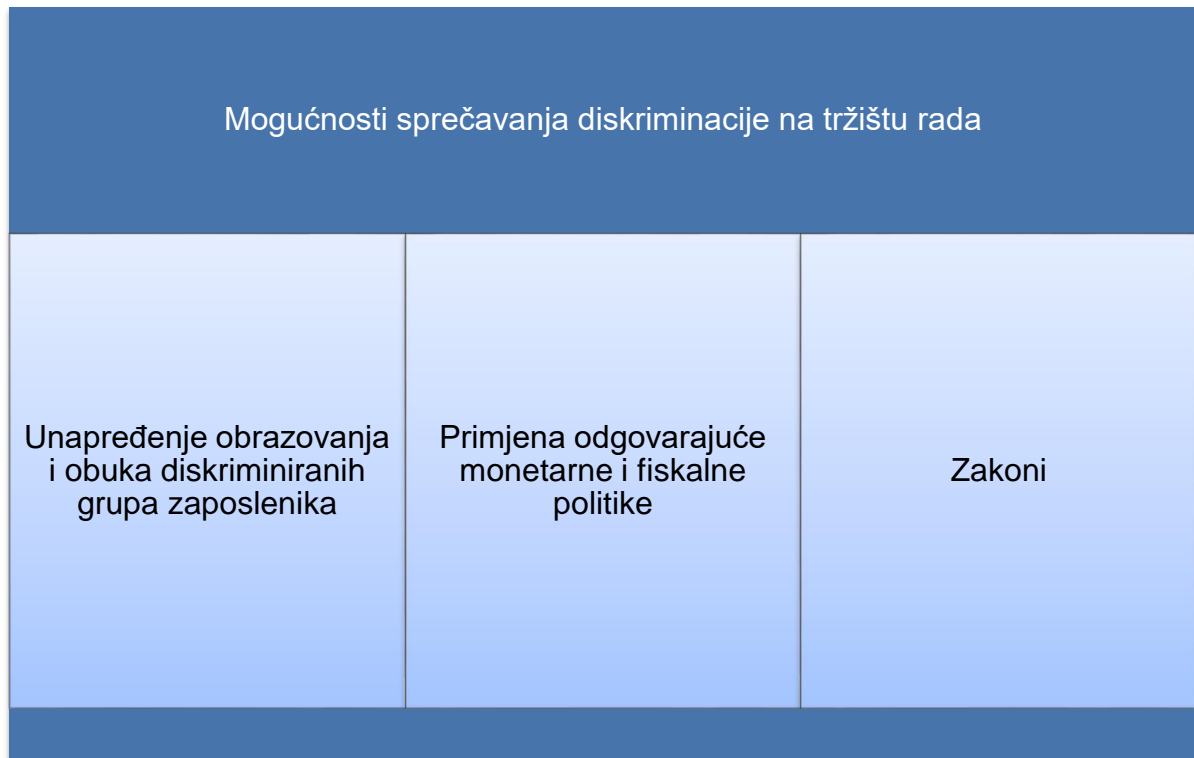 Mogućnosti sprečavanja diskriminacije na tržištu rada
Unapređenje obrazovanja
i obuka diskriminiranih
grupa zaposlenika
Primjena odgovarajuće
monetarne i fiskalne
politike
Zakoni